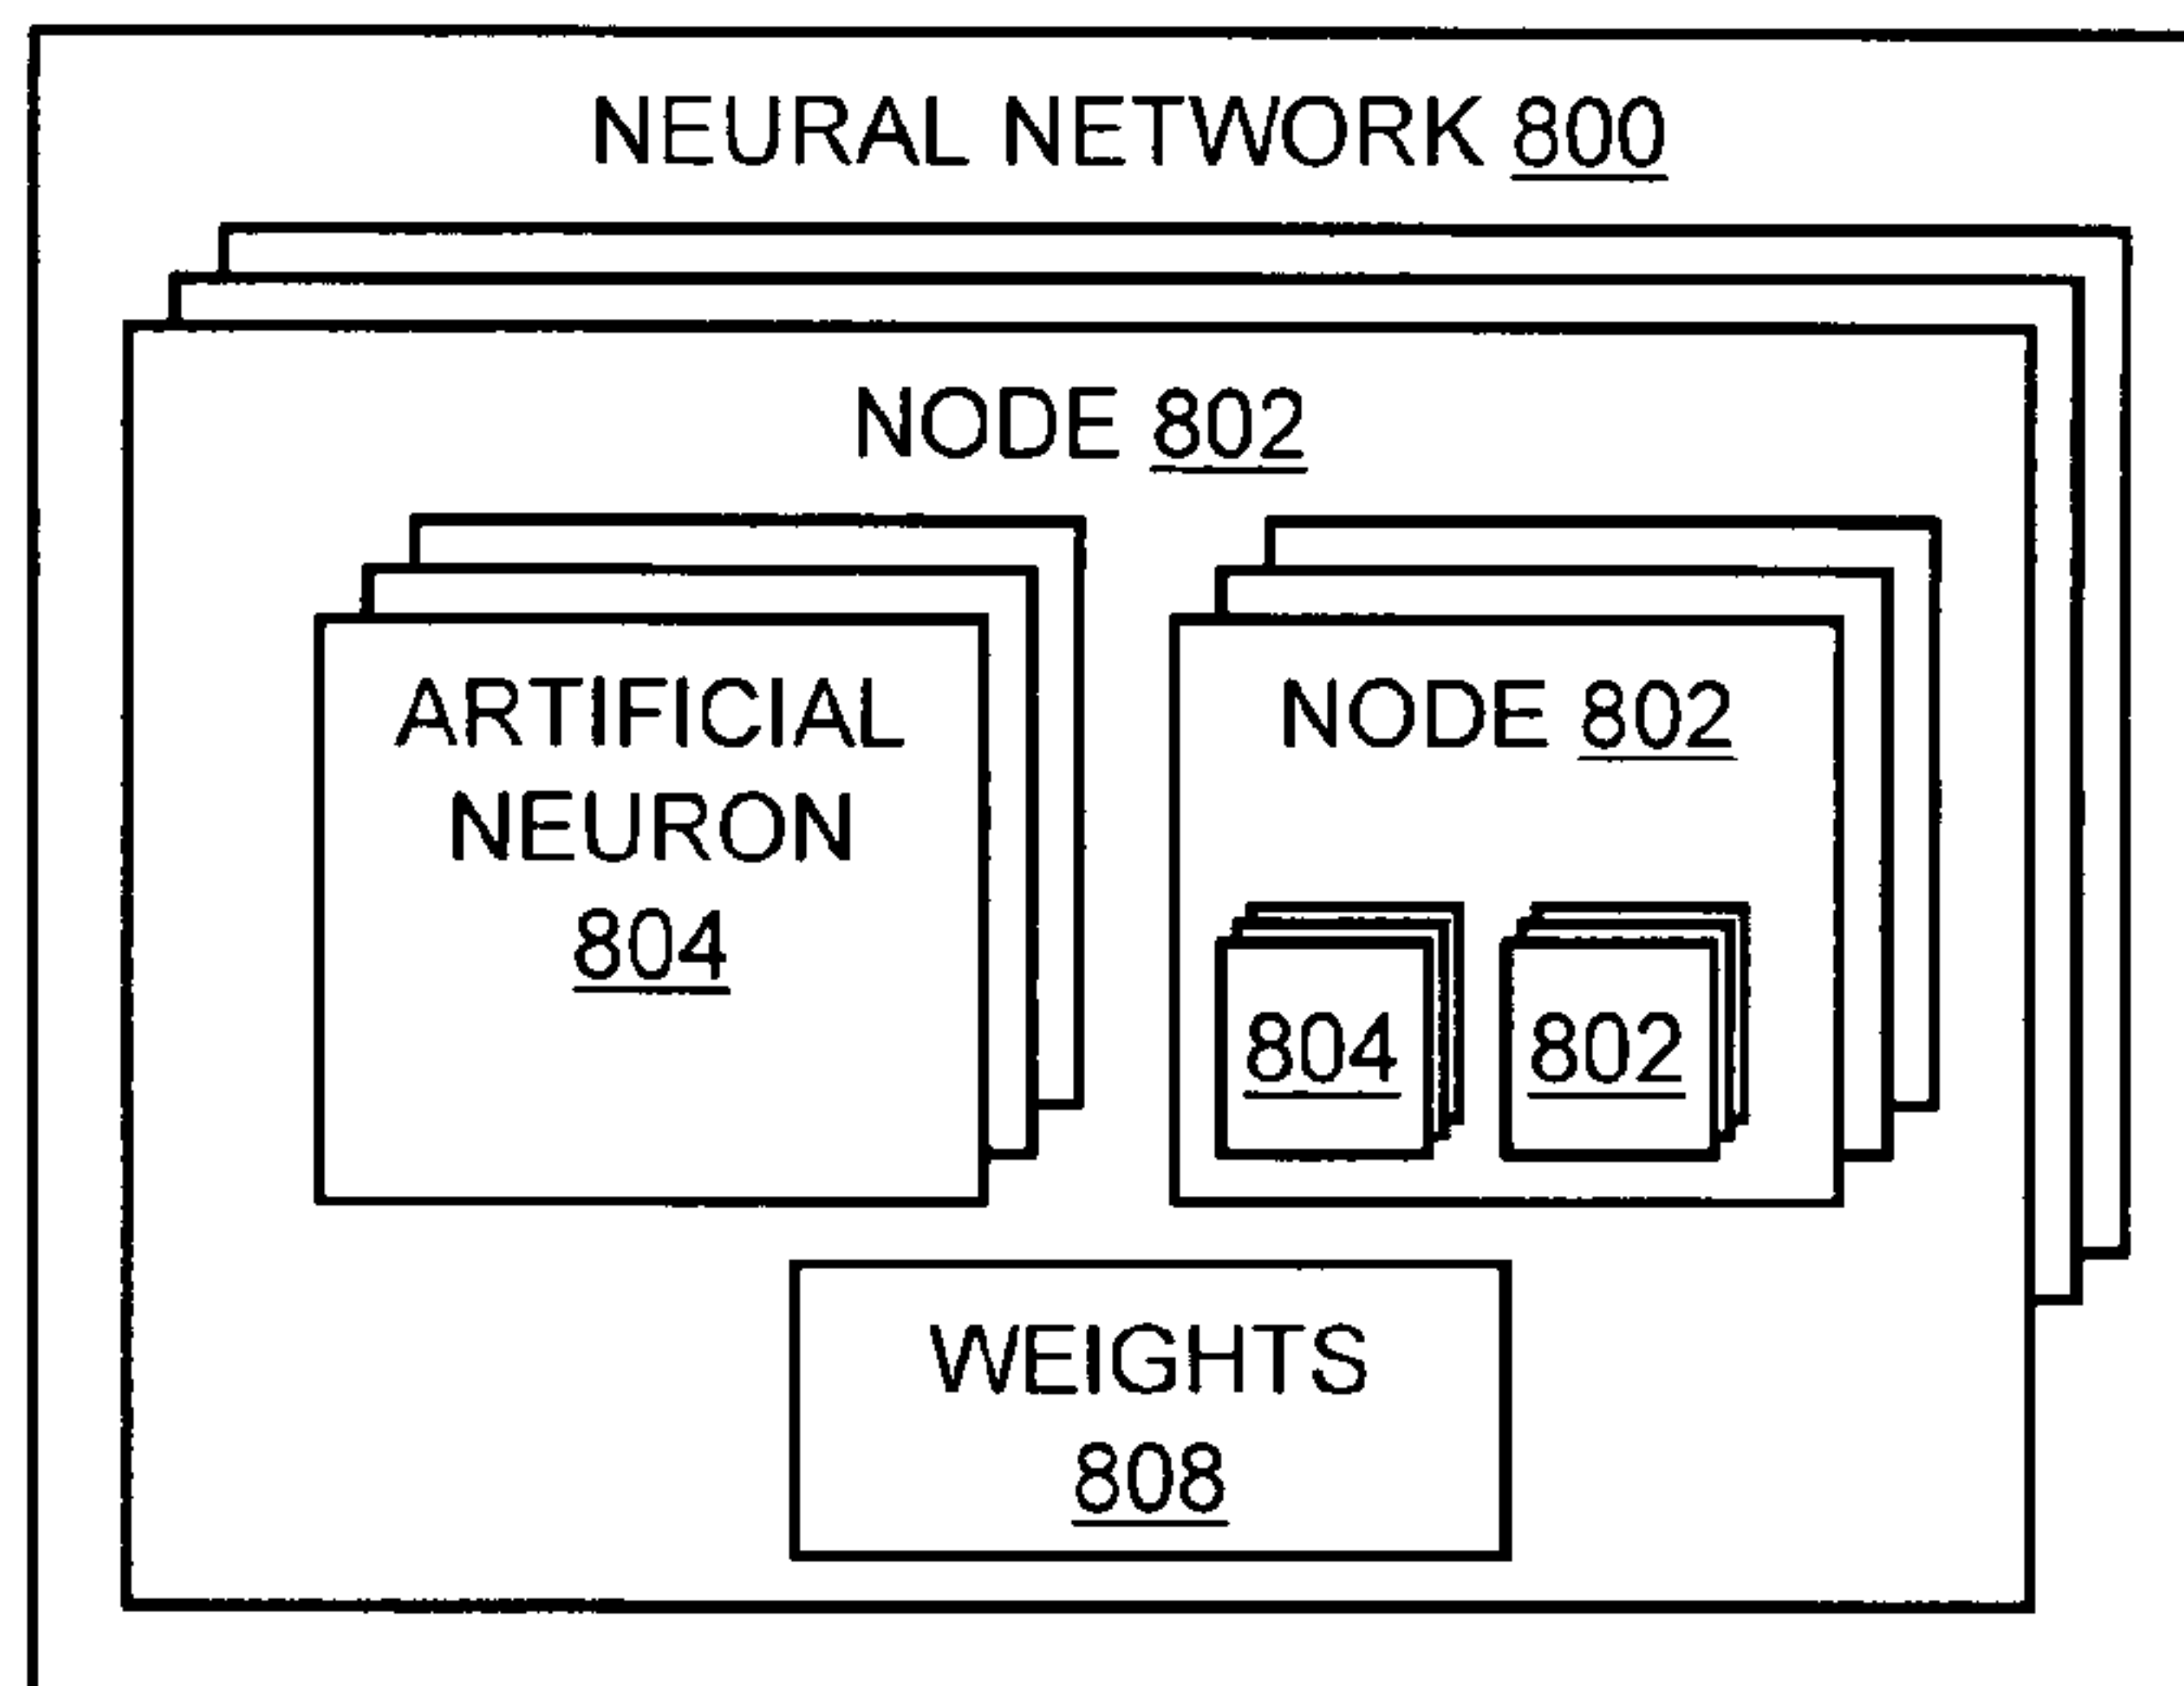 NEURAL NETWORK 800
NODE 802
ARTIFICIAL
NEURON
804
NODE 802
804
802
WEIGHTS
808